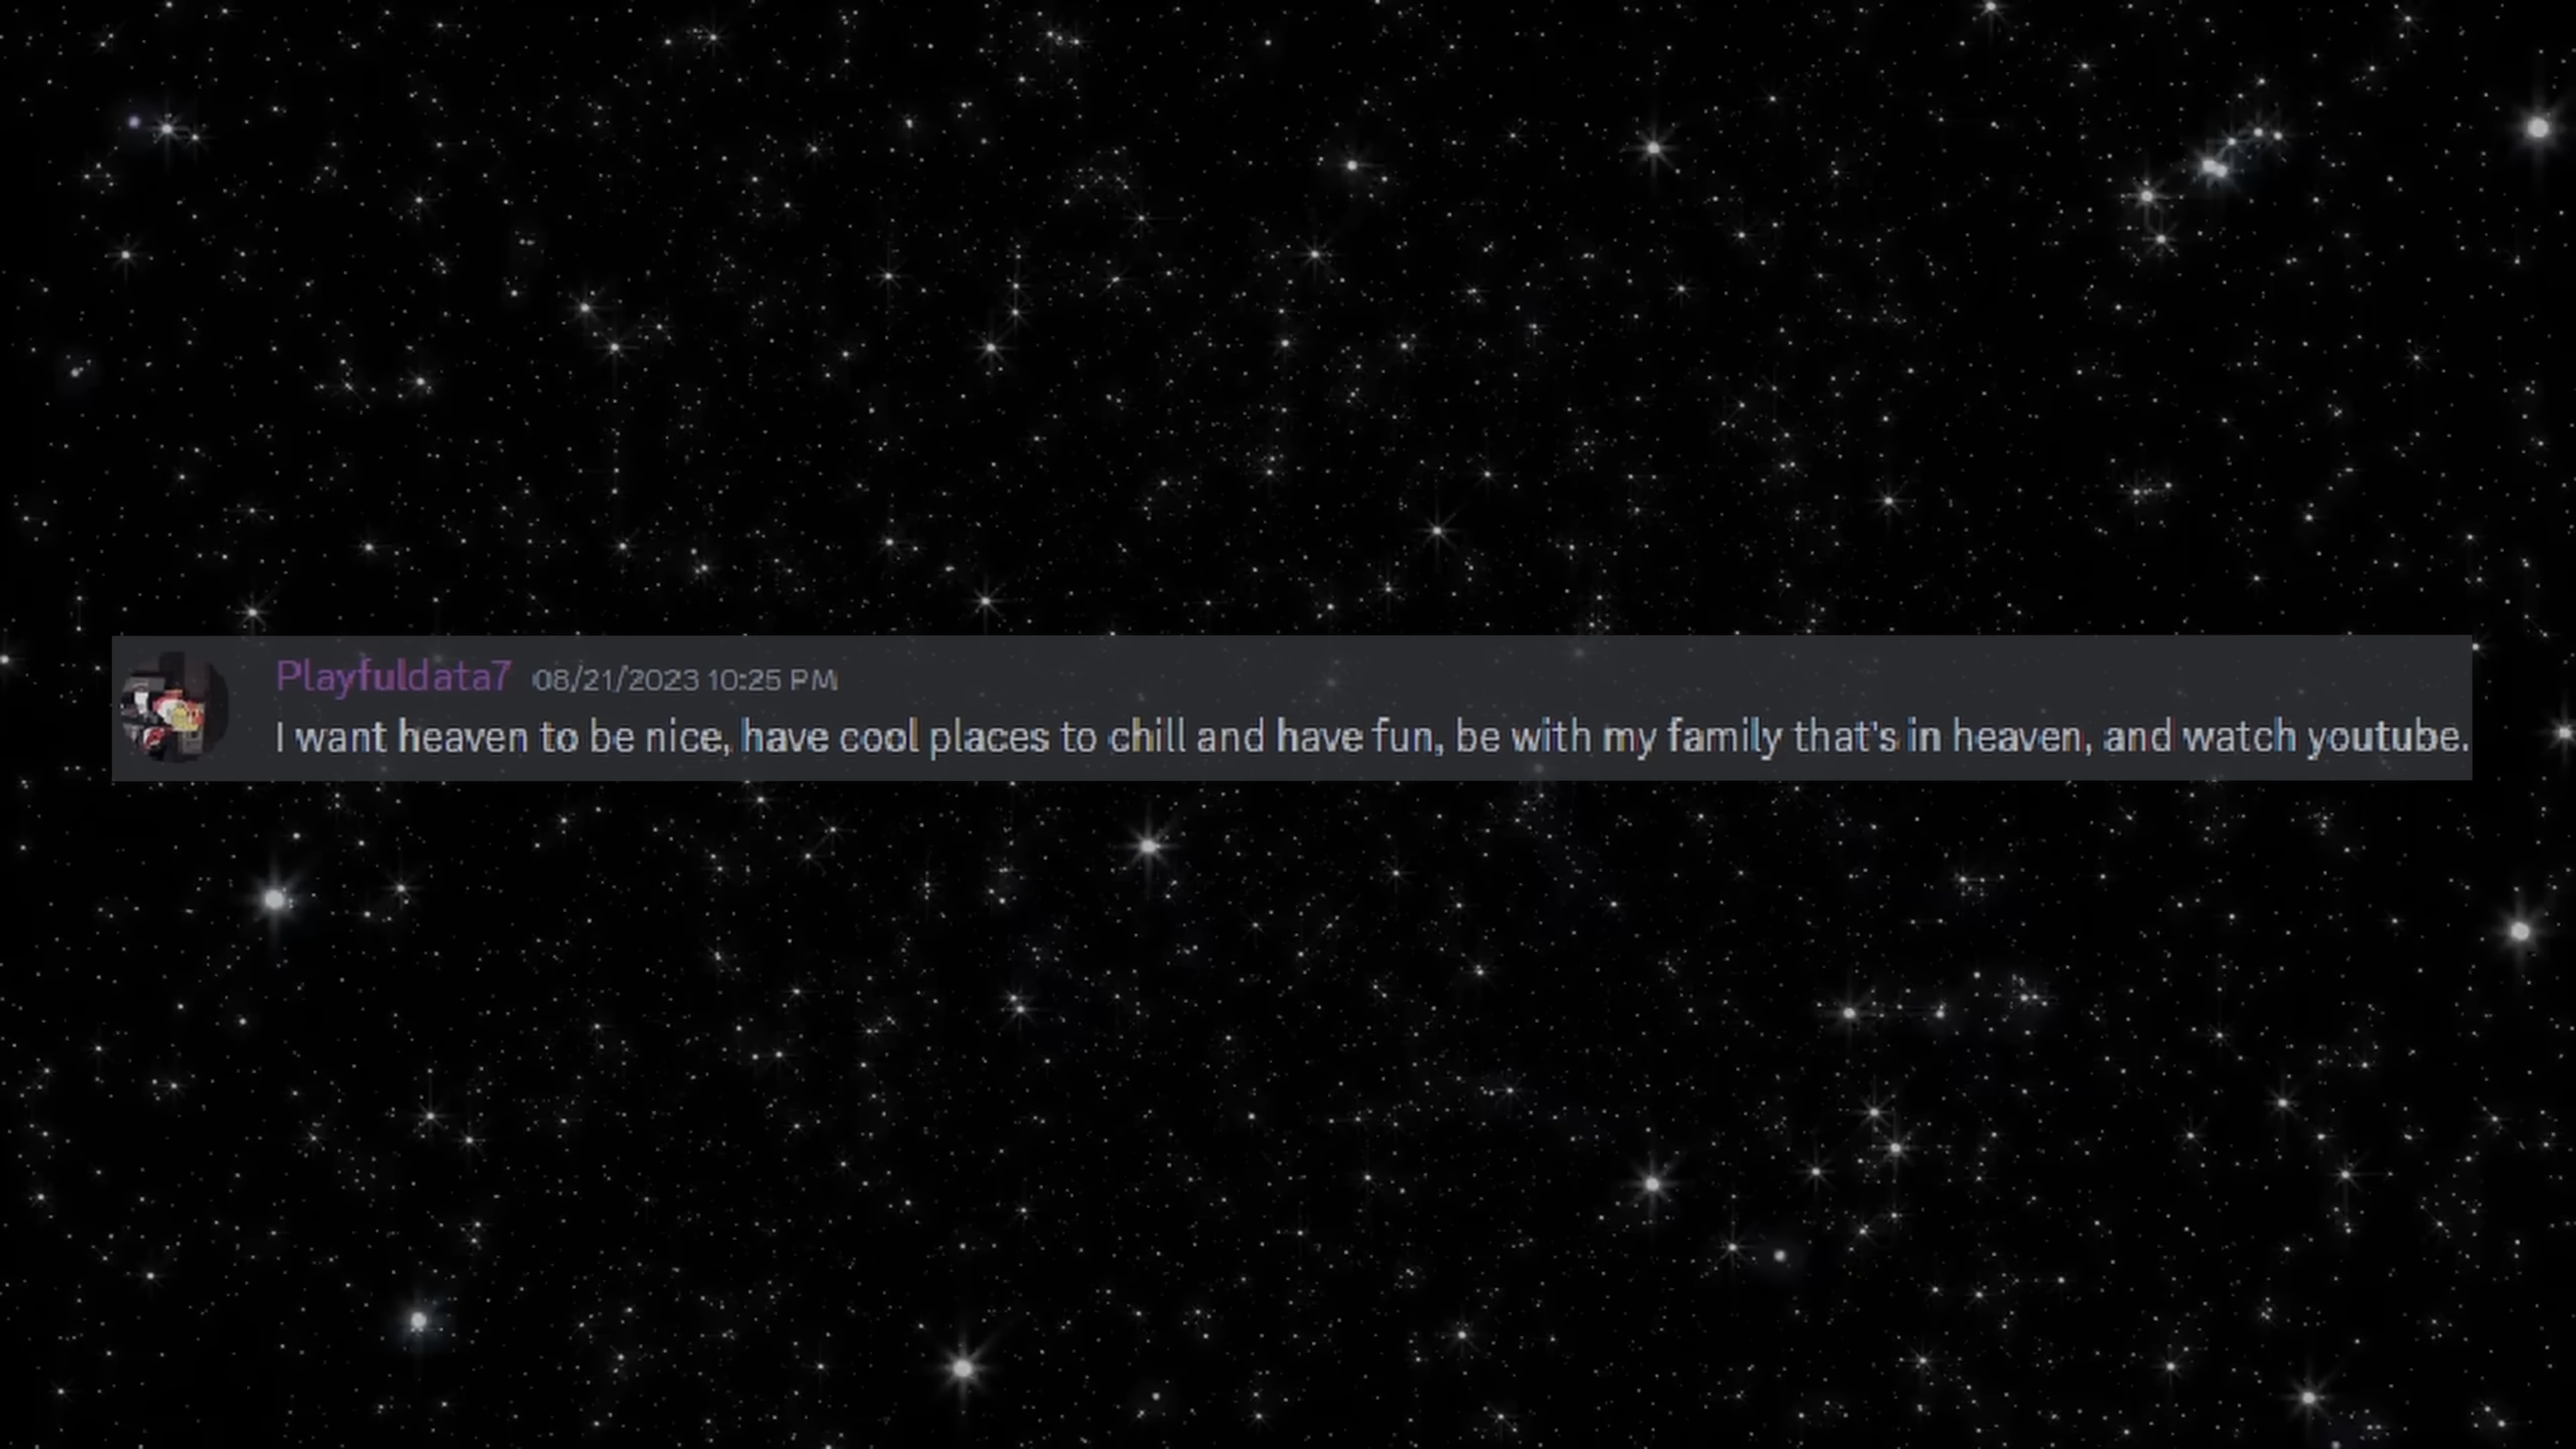 Playfuldata7 08/21/2023 10:25 PM
I want heaven to be nice, have cool places to chill and have fun, be with my family that's in heaven, and watch youtube.